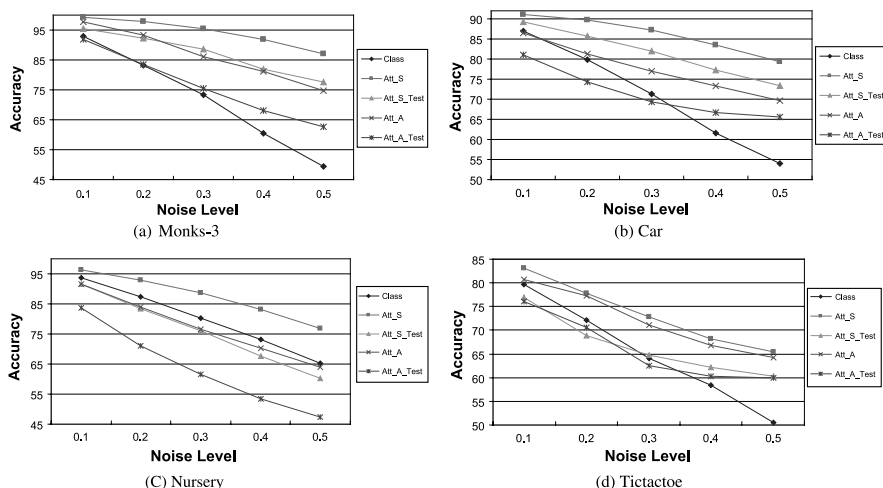 95
85
75
65
55
45
Accuracy
0.1 0.2 0.3 0.4 0.5
Noise Level
Class
Att_S
Att_S_Test
Att_A
Att_A_Test
(a) Monks-3
90
85
80
75
70
65
60
55
50
Accuracy
0.1 0.2 0.3 0.4 0.5
Noise Level
Class
Att_S
Att_S_Test
Att_A
Att_A_Test
(b) Car
95
85
75
65
55
45
Accuracy
0.1 0.2 0.3 0.4 0.5
Noise Level
Class
Att_S
Att_S_Test
Att_A
Att_A_Test
(C) Nursery
85
80
75
70
65
60
55
50
Accuracy
0.1 0.2 0.3 0.4 0.5
Noise Level
Class
Att_S
Att_S_Test
Att_A
Att_A_Test
(d) Tictactoe